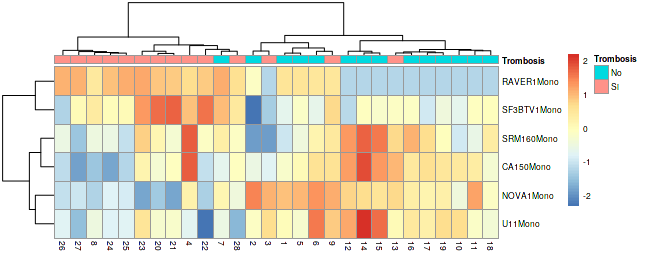 Trombosis
RAVER1Mono
SF3BTV1Mono
SRM160Mono
CA150Mono
NOVA1Mono
U11Mono
26 27 8 24 25 23 20 21 4 22 7 28 2 3 1 5 6 9 12 14 15 13 16 17 19 10 11 18
2
1
0
-1
-2
Trombosis
No
SI